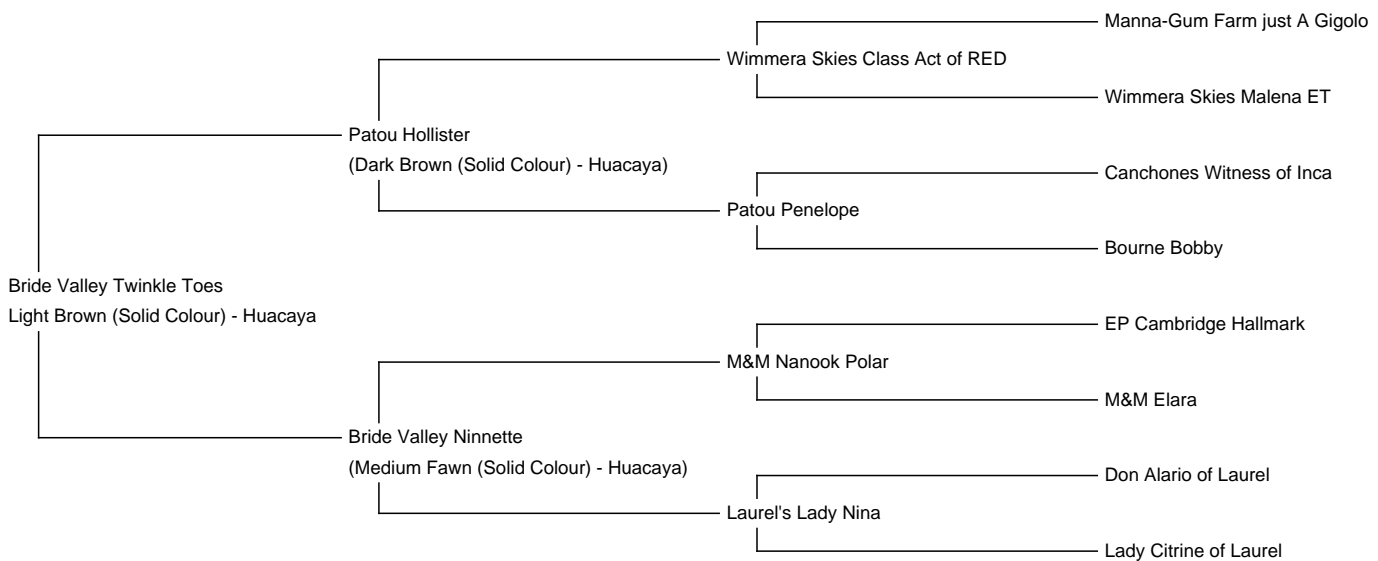 Manna-Gum Farm just A Gigolo
Wimmera Skies Class Act of RED
Wimmera Skies Malena ET
Patou Hollister
(Dark Brown (Solid Colour) - Huacaya)
Canchones Witness of Inca
Patou Penelope
Bourne Bobby
Bride Valley Twinkle Toes
Light Brown (Solid Colour) - Huacaya
EP Cambridge Hallmark
M&M Nanook Polar
M&M Elara
Bride Valley Ninnette
(Medium Fawn (Solid Colour) - Huacaya)
Don Alario of Laurel
Laurel's Lady Nina
Lady Citrine of Laurel